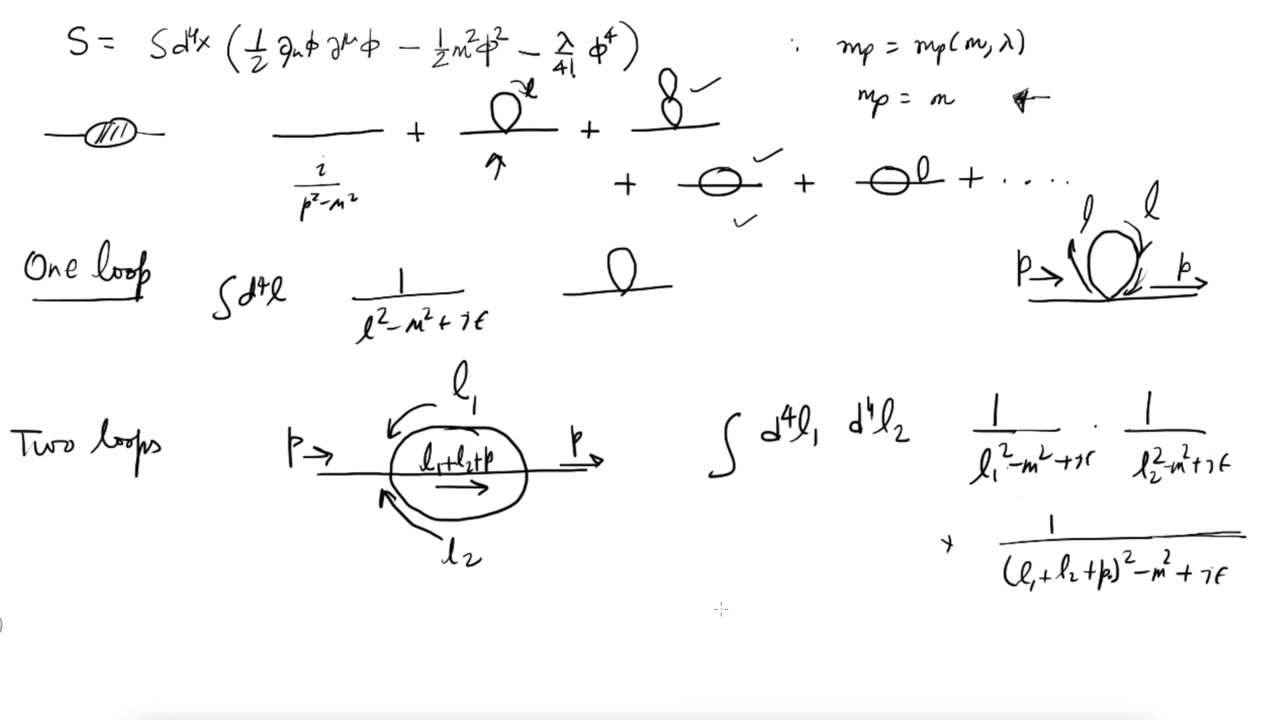 S = ∫d⁴x (1/2 ∂μφ ∂^μφ − 1/2 m²φ² − λ/4! φ⁴) : mp = mp(m, λ)
mp = m ←
+ l + ✓
i/(p²−m²) ↑ + ✓ + + ....
✓
One loop ∫d⁴l 1/(l²−m²+iε) p→ l l p→
Two loops p→ l₁ l₁+l₂+p → l₂ p→ ∫ d⁴l₁ d⁴l₂ 1/(l₁²−m²+iε) · 1/(l₂²−m²+iε)
× 1/((l₁+l₂+p)²−m²+iε)